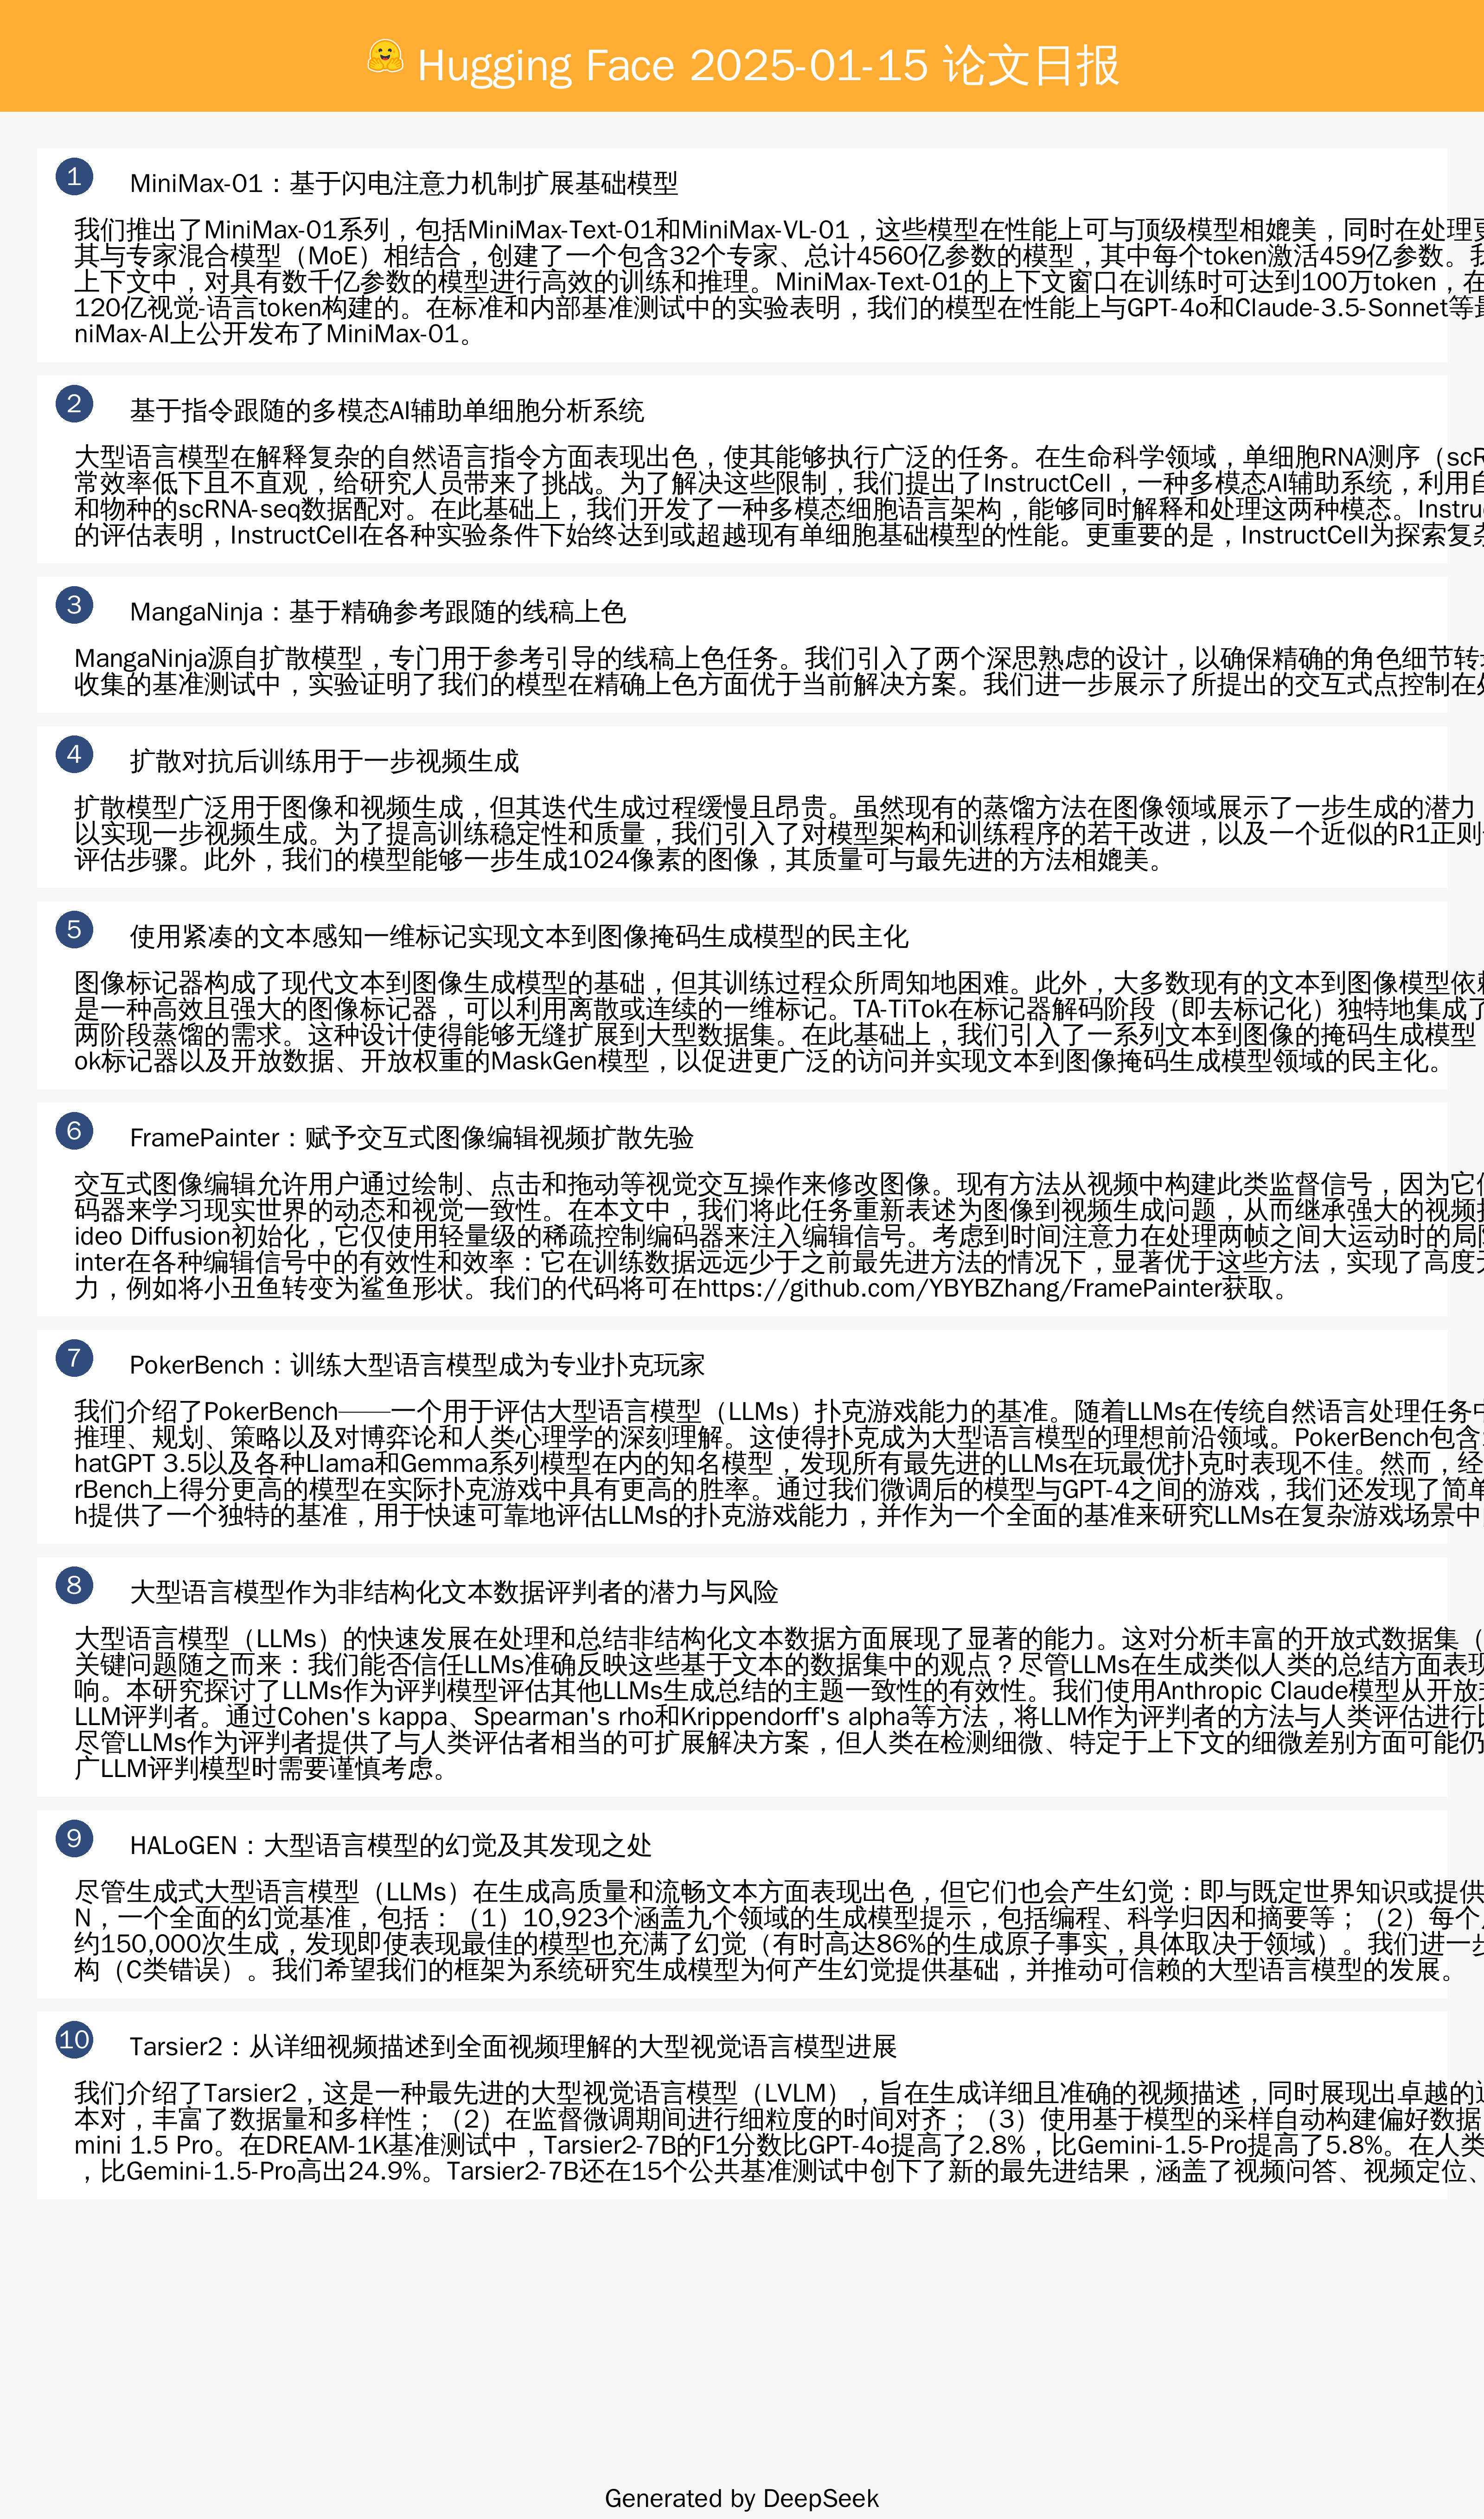 Hugging Face 2025-01-15 论文日报
1
MiniMax-01：基于闪电注意力机制扩展基础模型
我们推出了MiniMax-01系列，包括MiniMax-Text-01和MiniMax-VL-01，这些模型在性能上可与顶级模型相媲美，同时在处理更
其与专家混合模型（MoE）相结合，创建了一个包含32个专家、总计4560亿参数的模型，其中每个token激活459亿参数。我
上下文中，对具有数千亿参数的模型进行高效的训练和推理。MiniMax-Text-01的上下文窗口在训练时可达到100万token，在
120亿视觉-语言token构建的。在标准和内部基准测试中的实验表明，我们的模型在性能上与GPT-4o和Claude-3.5-Sonnet等最
niMax-AI上公开发布了MiniMax-01。
2
基于指令跟随的多模态AI辅助单细胞分析系统
大型语言模型在解释复杂的自然语言指令方面表现出色，使其能够执行广泛的任务。在生命科学领域，单细胞RNA测序（scR
常效率低下且不直观，给研究人员带来了挑战。为了解决这些限制，我们提出了InstructCell，一种多模态AI辅助系统，利用自
和物种的scRNA-seq数据配对。在此基础上，我们开发了一种多模态细胞语言架构，能够同时解释和处理这两种模态。Instruc
的评估表明，InstructCell在各种实验条件下始终达到或超越现有单细胞基础模型的性能。更重要的是，InstructCell为探索复杂
3
MangaNinja：基于精确参考跟随的线稿上色
MangaNinja源自扩散模型，专门用于参考引导的线稿上色任务。我们引入了两个深思熟虑的设计，以确保精确的角色细节转录
收集的基准测试中，实验证明了我们的模型在精确上色方面优于当前解决方案。我们进一步展示了所提出的交互式点控制在处
4
扩散对抗后训练用于一步视频生成
扩散模型广泛用于图像和视频生成，但其迭代生成过程缓慢且昂贵。虽然现有的蒸馏方法在图像领域展示了一步生成的潜力，
以实现一步视频生成。为了提高训练稳定性和质量，我们引入了对模型架构和训练程序的若干改进，以及一个近似的R1正则化
评估步骤。此外，我们的模型能够一步生成1024像素的图像，其质量可与最先进的方法相媲美。
5
使用紧凑的文本感知一维标记实现文本到图像掩码生成模型的民主化
图像标记器构成了现代文本到图像生成模型的基础，但其训练过程众所周知地困难。此外，大多数现有的文本到图像模型依赖
是一种高效且强大的图像标记器，可以利用离散或连续的一维标记。TA-TiTok在标记器解码阶段（即去标记化）独特地集成了
两阶段蒸馏的需求。这种设计使得能够无缝扩展到大型数据集。在此基础上，我们引入了一系列文本到图像的掩码生成模型，
ok标记器以及开放数据、开放权重的MaskGen模型，以促进更广泛的访问并实现文本到图像掩码生成模型领域的民主化。
6
FramePainter：赋予交互式图像编辑视频扩散先验
交互式图像编辑允许用户通过绘制、点击和拖动等视觉交互操作来修改图像。现有方法从视频中构建此类监督信号，因为它们
码器来学习现实世界的动态和视觉一致性。在本文中，我们将此任务重新表述为图像到视频生成问题，从而继承强大的视频扩
ideo Diffusion初始化，它仅使用轻量级的稀疏控制编码器来注入编辑信号。考虑到时间注意力在处理两帧之间大运动时的局限
inter在各种编辑信号中的有效性和效率：它在训练数据远远少于之前最先进方法的情况下，显著优于这些方法，实现了高度无
力，例如将小丑鱼转变为鲨鱼形状。我们的代码将可在https://github.com/YBYBZhang/FramePainter获取。
7
PokerBench：训练大型语言模型成为专业扑克玩家
我们介绍了PokerBench——一个用于评估大型语言模型（LLMs）扑克游戏能力的基准。随着LLMs在传统自然语言处理任务中
推理、规划、策略以及对博弈论和人类心理学的深刻理解。这使得扑克成为大型语言模型的理想前沿领域。PokerBench包含1
hatGPT 3.5以及各种Llama和Gemma系列模型在内的知名模型，发现所有最先进的LLMs在玩最优扑克时表现不佳。然而，经
rBench上得分更高的模型在实际扑克游戏中具有更高的胜率。通过我们微调后的模型与GPT-4之间的游戏，我们还发现了简单
h提供了一个独特的基准，用于快速可靠地评估LLMs的扑克游戏能力，并作为一个全面的基准来研究LLMs在复杂游戏场景中
8
大型语言模型作为非结构化文本数据评判者的潜力与风险
大型语言模型（LLMs）的快速发展在处理和总结非结构化文本数据方面展现了显著的能力。这对分析丰富的开放式数据集（
关键问题随之而来：我们能否信任LLMs准确反映这些基于文本的数据集中的观点？尽管LLMs在生成类似人类的总结方面表现
响。本研究探讨了LLMs作为评判模型评估其他LLMs生成总结的主题一致性的有效性。我们使用Anthropic Claude模型从开放式
LLM评判者。通过Cohen's kappa、Spearman's rho和Krippendorff's alpha等方法，将LLM作为评判者的方法与人类评估进行比
尽管LLMs作为评判者提供了与人类评估者相当的可扩展解决方案，但人类在检测细微、特定于上下文的细微差别方面可能仍
广LLM评判模型时需要谨慎考虑。
9
HALoGEN：大型语言模型的幻觉及其发现之处
尽管生成式大型语言模型（LLMs）在生成高质量和流畅文本方面表现出色，但它们也会产生幻觉：即与既定世界知识或提供
N，一个全面的幻觉基准，包括：（1）10,923个涵盖九个领域的生成模型提示，包括编程、科学归因和摘要等；（2）每个用
约150,000次生成，发现即使表现最佳的模型也充满了幻觉（有时高达86%的生成原子事实，具体取决于领域）。我们进一步
构（C类错误）。我们希望我们的框架为系统研究生成模型为何产生幻觉提供基础，并推动可信赖的大型语言模型的发展。
10
Tarsier2：从详细视频描述到全面视频理解的大型视觉语言模型进展
我们介绍了Tarsier2，这是一种最先进的大型视觉语言模型（LVLM），旨在生成详细且准确的视频描述，同时展现出卓越的通
本对，丰富了数据量和多样性；（2）在监督微调期间进行细粒度的时间对齐；（3）使用基于模型的采样自动构建偏好数据，
mini 1.5 Pro。在DREAM-1K基准测试中，Tarsier2-7B的F1分数比GPT-4o提高了2.8%，比Gemini-1.5-Pro提高了5.8%。在人类
，比Gemini-1.5-Pro高出24.9%。Tarsier2-7B还在15个公共基准测试中创下了新的最先进结果，涵盖了视频问答、视频定位、
Generated by DeepSeek